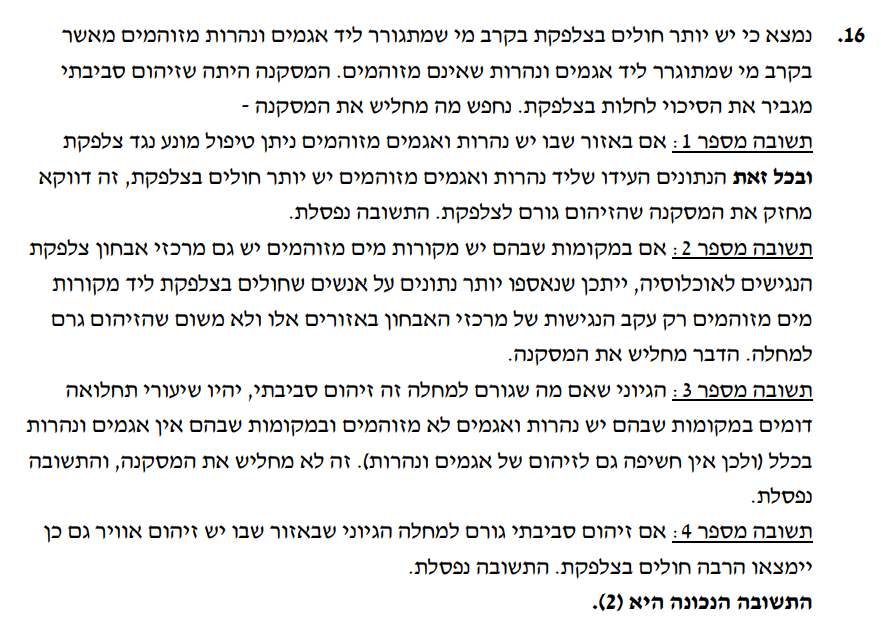 16. נמצא כי יש יותר חולים בצלפקת בקרב מי שמתגורר ליד אגמים ונהרות מזוהמים מאשר
בקרב מי שמתוגרר ליד אגמים ונהרות שאינם מזוהמים. המסקנה היתה שזיהום סביבתי
מגביר את הסיכוי לחלות בצלפקת. נחפש מה מחליש את המסקנה -
תשובה מספר 1: אם באזור שבו יש נהרות ואגמים מזוהמים ניתן טיפול מונע נגד צלפקת
ובכל זאת הנתונים העידו שליד נהרות ואגמים מזוהמים יש יותר חולים בצלפקת, זה דווקא
מחזק את המסקנה שהזיהום גורם לצלפקת. התשובה נפסלת.
תשובה מספר 2: אם במקומות שבהם יש מקורות מים מזוהמים יש גם מרכזי אבחון צלפקת
הנגישים לאוכלוסיה, ייתכן שנאספו יותר נתונים על אנשים שחולים בצלפקת ליד מקורות
מים מזוהמים רק עקב הנגישות של מרכזי האבחון באזורים אלו ולא משום שהזיהום גרם
למחלה. הדבר מחליש את המסקנה.
תשובה מספר 3: הגיוני שאם מה שגורם למחלה זה זיהום סביבתי, יהיו שיעורי תחלואה
דומים במקומות שבהם יש נהרות ואגמים לא מזוהמים ובמקומות שבהם אין אגמים ונהרות
בכלל (ולכן אין חשיפה גם לזיהום של אגמים ונהרות). זה לא מחליש את המסקנה, והתשובה
נפסלת.
תשובה מספר 4: אם זיהום סביבתי גורם למחלה הגיוני שבאזור שבו יש זיהום אוויר גם כן
יימצאו הרבה חולים בצלפקת. התשובה נפסלת.
התשובה הנכונה היא (2).